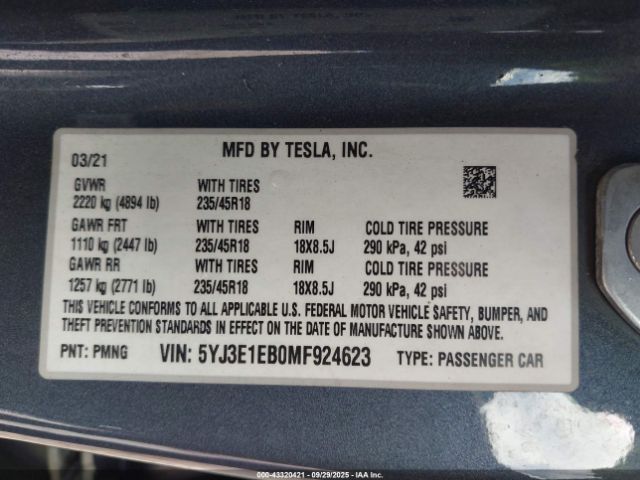 MFD BY TESLA, INC.
03/21
GVWR WITH TIRES
2220 kg (4894 lb) 235/45R18
GAWR FRT WITH TIRES RIM COLD TIRE PRESSURE
1110 kg (2447 lb) 235/45R18 18X8.5J 290 kPa, 42 psi
GAWR RR WITH TIRES RIM COLD TIRE PRESSURE
1257 kg (2771 lb) 235/45R18 18X8.5J 290 kPa, 42 psi
THIS VEHICLE CONFORMS TO ALL APPLICABLE U.S. FEDERAL MOTOR VEHICLE SAFETY, BUMPER, AND
THEFT PREVENTION STANDARDS IN EFFECT ON THE DATE OF MANUFACTURE SHOWN ABOVE.
PNT: PMNG VIN: 5YJ3E1EB0MF924623 TYPE: PASSENGER CAR
000-43320421 - 09/29/2025 - IAA Inc.